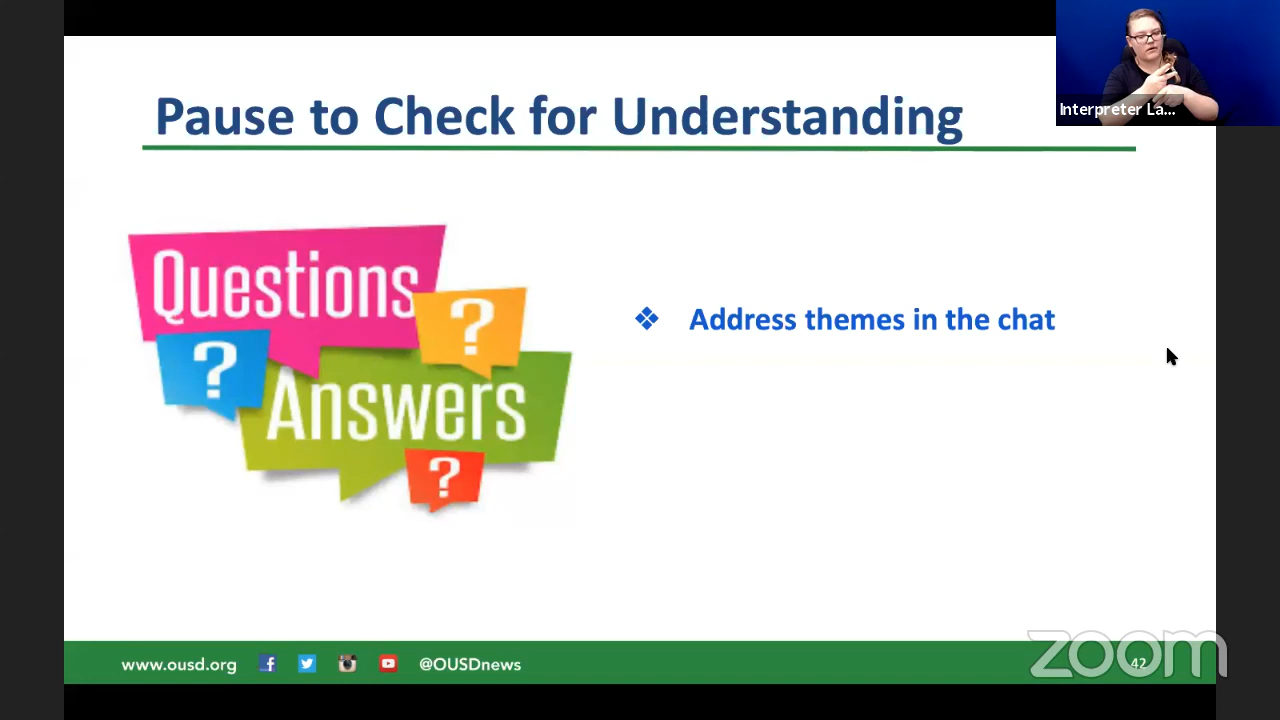 Pause to Check for Understanding
Interpreter La...
Questions
?
?
Answers
?
❖ Address themes in the chat
www.ousd.org
@OUSDnews
42
zoom